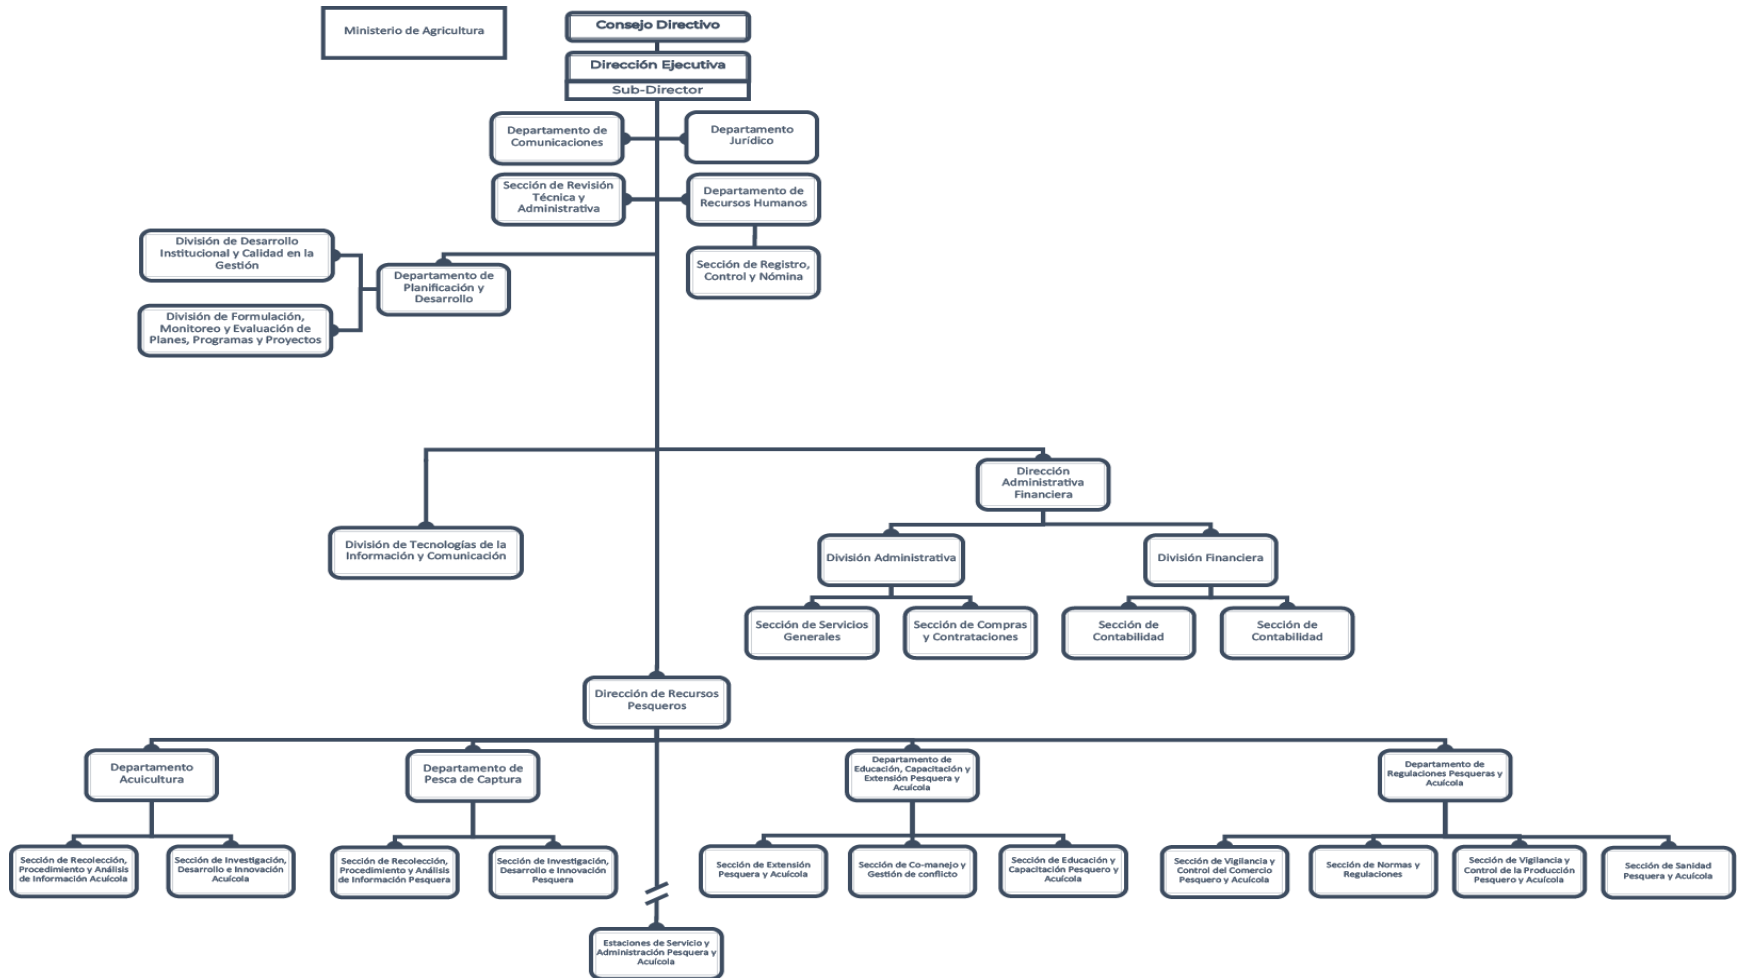 Ministerio de Agricultura
Consejo Directivo
Dirección Ejecutiva
Sub-Director
Departamento de
Comunicaciones
Departamento
Jurídico
Sección de Revisión
Técnica y
Administrativa
Departamento de
Recursos Humanos
Sección de Registro,
Control y Nómina
División de Desarrollo
Institucional y Calidad en la
Gestión
Departamento de
Planificación y
Desarrollo
División de Formulación,
Monitoreo y Evaluación de
Planes, Programas y Proyectos
Dirección
Administrativa
Financiera
División de Tecnologías de la
Información y Comunicación
División Administrativa
División Financiera
Sección de Servicios
Generales
Sección de Compras
y Contrataciones
Sección de
Contabilidad
Sección de
Contabilidad
Dirección de Recursos
Pesqueros
Departamento
Acuicultura
Departamento de
Pesca de Captura
Departamento de
Educación, Capacitación y
Extensión Pesquera y
Acuícola
Departamento de
Regulaciones Pesqueras y
Acuícola
Sección de Recolección,
Procedimiento y Análisis
de Información Acuícola
Sección de Investigación,
Desarrollo e Innovación
Acuícola
Sección de Recolección,
Procedimiento y Análisis
de Información Pesquera
Sección de Investigación,
Desarrollo e Innovación
Pesquera
Sección de Extensión
Pesquera y Acuícola
Sección de Co-manejo y
Gestión de conflicto
Sección de Educación y
Capacitación Pesquero y
Acuícola
Sección de Vigilancia y
Control del Comercio
Pesquero y Acuícola
Sección de Normas y
Regulaciones
Sección de Vigilancia y
Control de la Producción
Pesquero y Acuícola
Sección de Sanidad
Pesquera y Acuícola
Estaciones de Servicio y
Administración Pesquera y
Acuícola